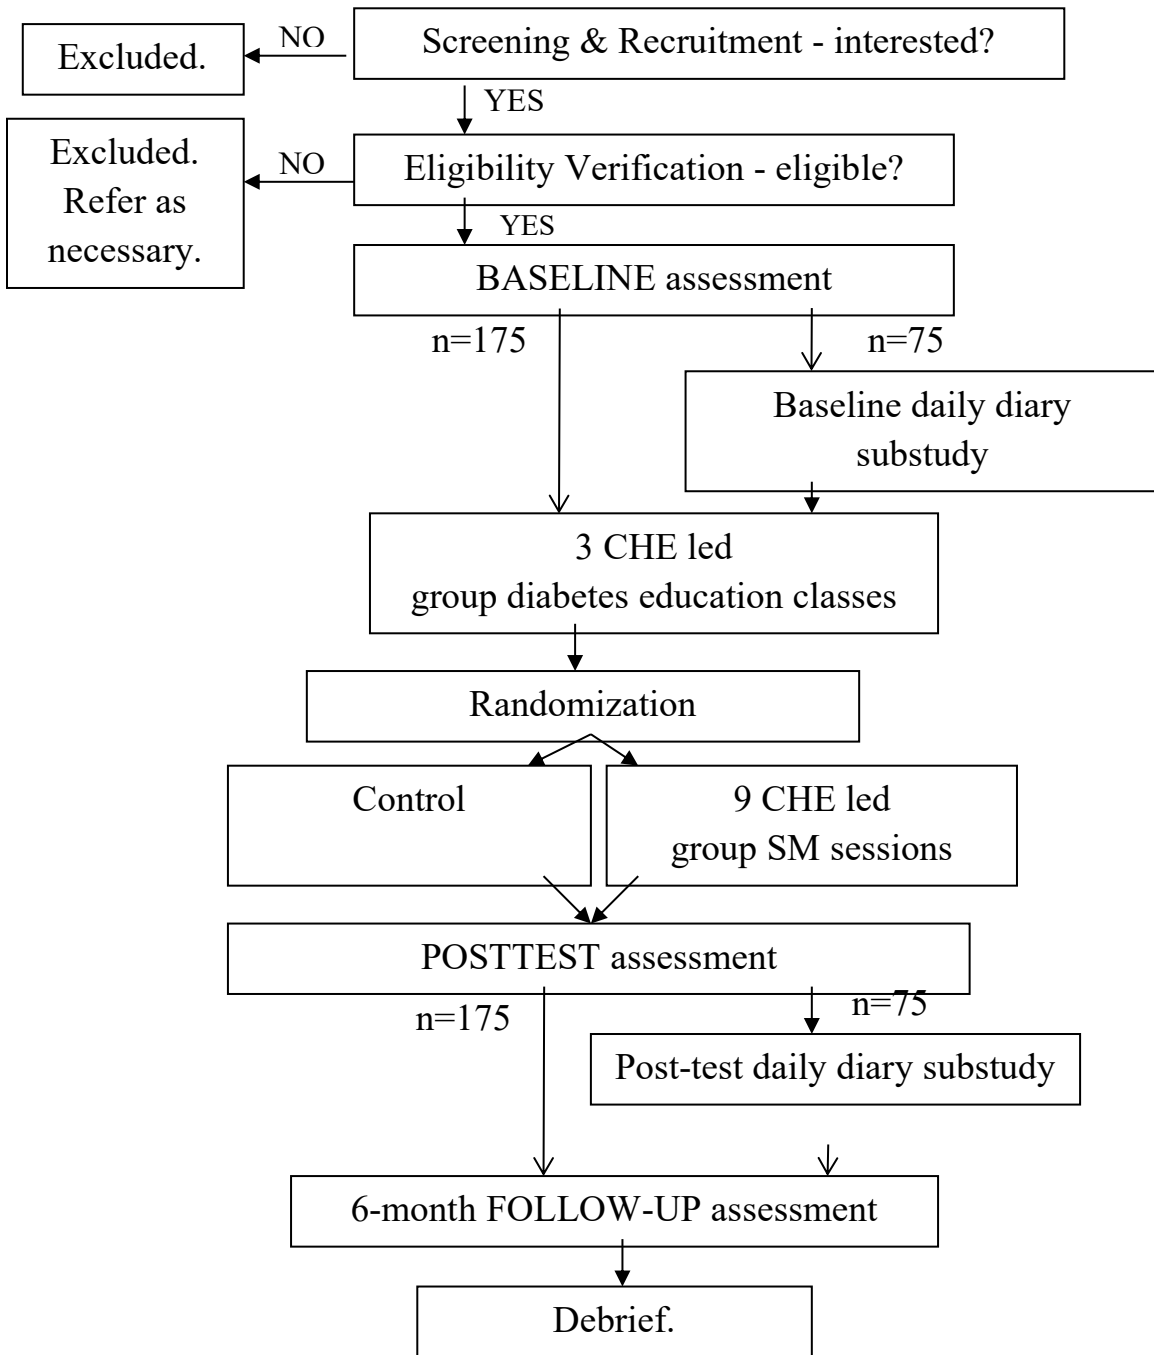 Screening & Recruitment - interested?
NO
Excluded.
YES
Eligibility Verification - eligible?
NO
Excluded.
Refer as
necessary.
YES
BASELINE assessment
n=175
n=75
Baseline daily diary
substudy
3 CHE led
group diabetes education classes
Randomization
Control
9 CHE led
group SM sessions
POSTTEST assessment
n=175
n=75
Post-test daily diary substudy
6-month FOLLOW-UP assessment
Debrief.